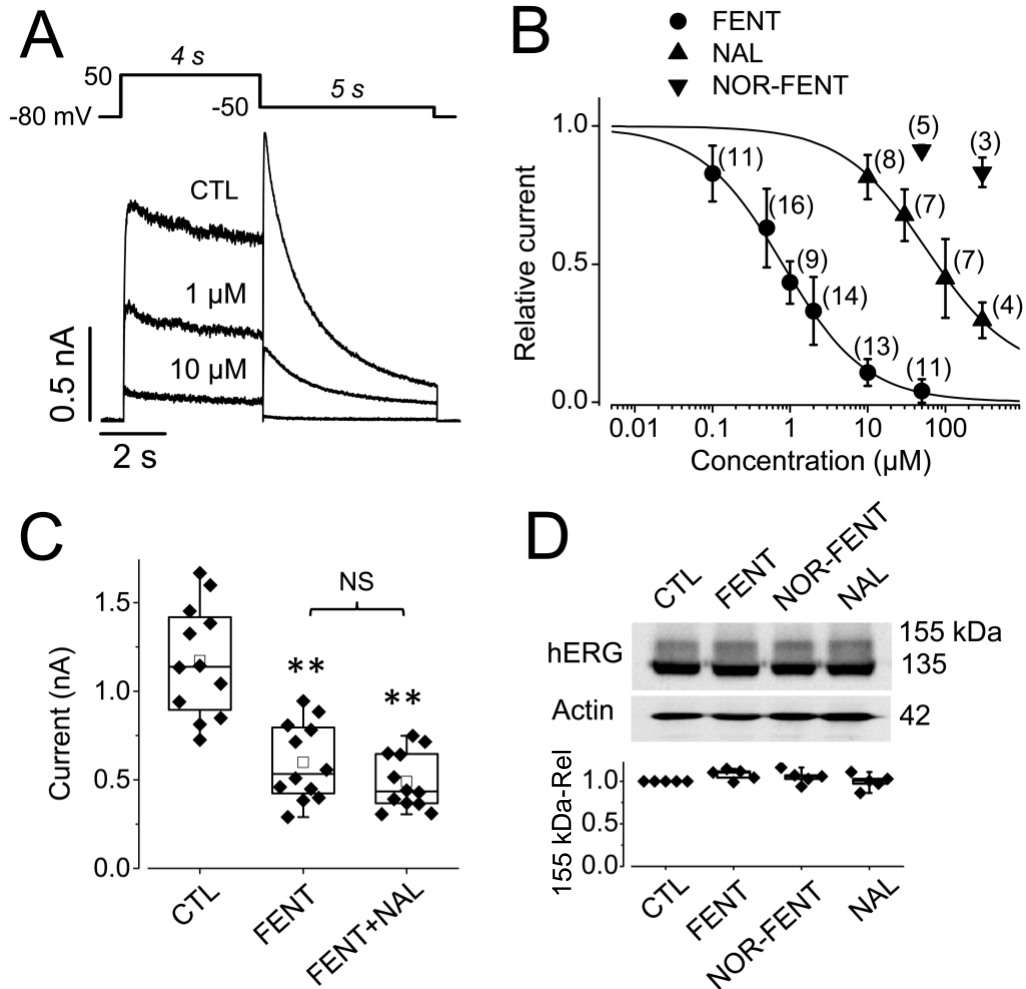 A
4 s
50
-50
5 s
-80 mV
CTL
1 µM
10 µM
0.5 nA
2 s
B
FENT
NAL
NOR-FENT
Relative current
1.0
0.5
0.0
(11)
(16)
(9)
(14)
(13)
(11)
(8)
(7)
(7)
(4)
(5)
(3)
0.01 0.1 1 10 100
Concentration (µM)
C
Current (nA)
1.5
1.0
0.5
0.0
NS
**
**
CTL
FENT
FENT+NAL
D
CTL
FENT
NOR-FENT
NAL
hERG
155 kDa
135
Actin
42
155 kDa-Rel
1.0
0.5
0.0
CTL
FENT
NOR-FENT
NAL